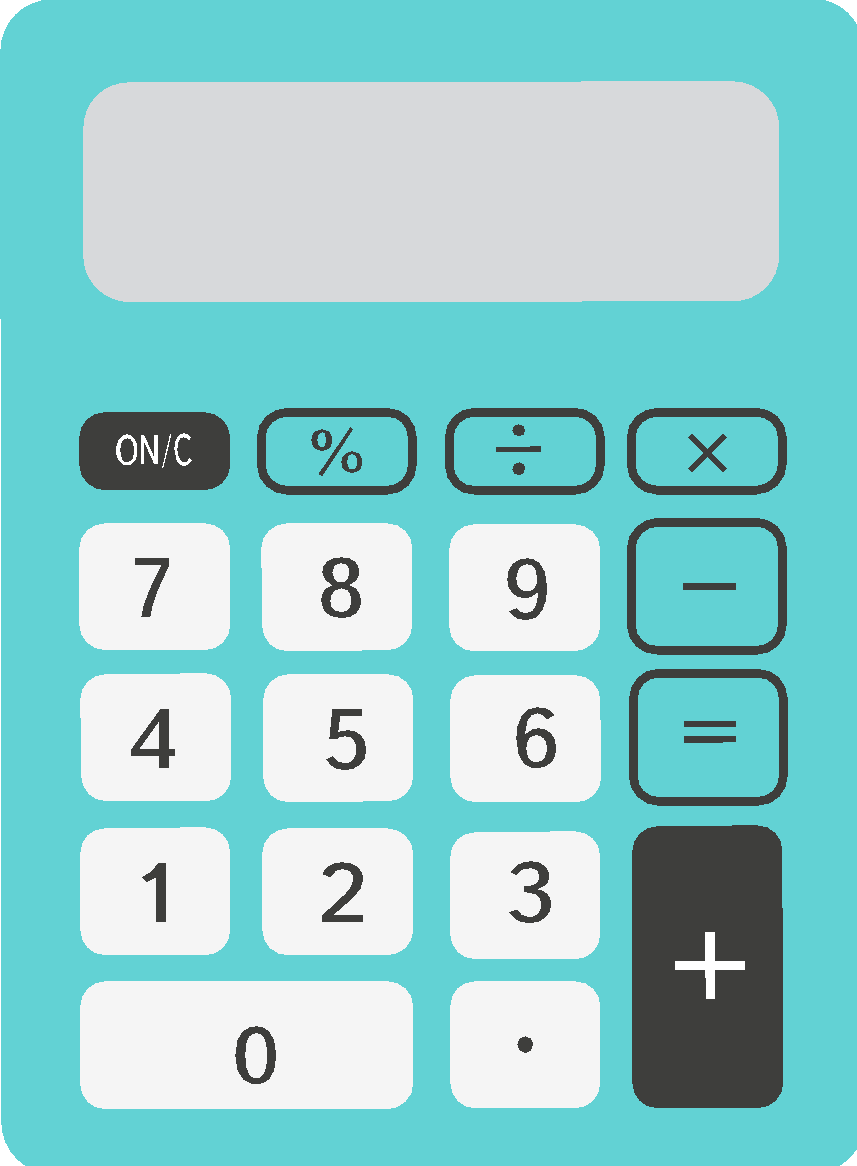 ON/C % ÷ ×
7 8 9 −
4 5 6 =
1 2 3 +
0 .